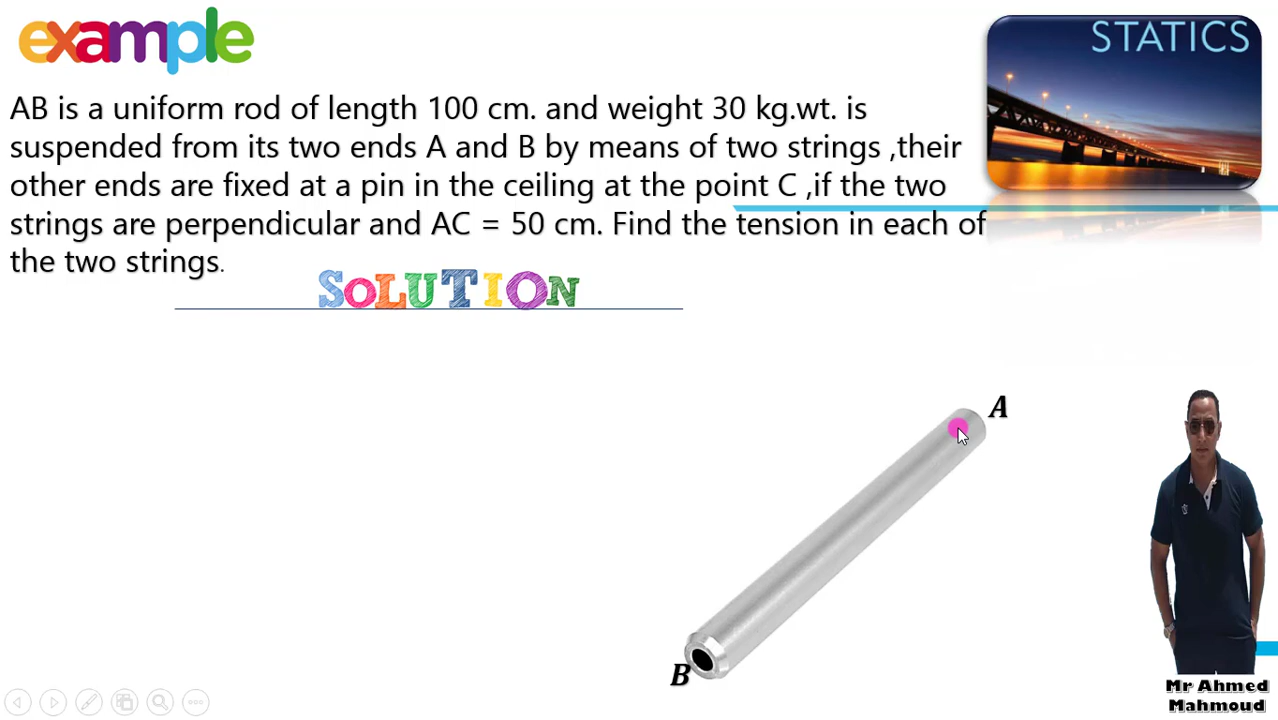 example
STATICS
AB is a uniform rod of length 100 cm. and weight 30 kg.wt. is
suspended from its two ends A and B by means of two strings ,their
other ends are fixed at a pin in the ceiling at the point C ,if the two
strings are perpendicular and AC = 50 cm. Find the tension in each of
the two strings.
SOLUTION
A
B
Mr Ahmed
Mahmoud